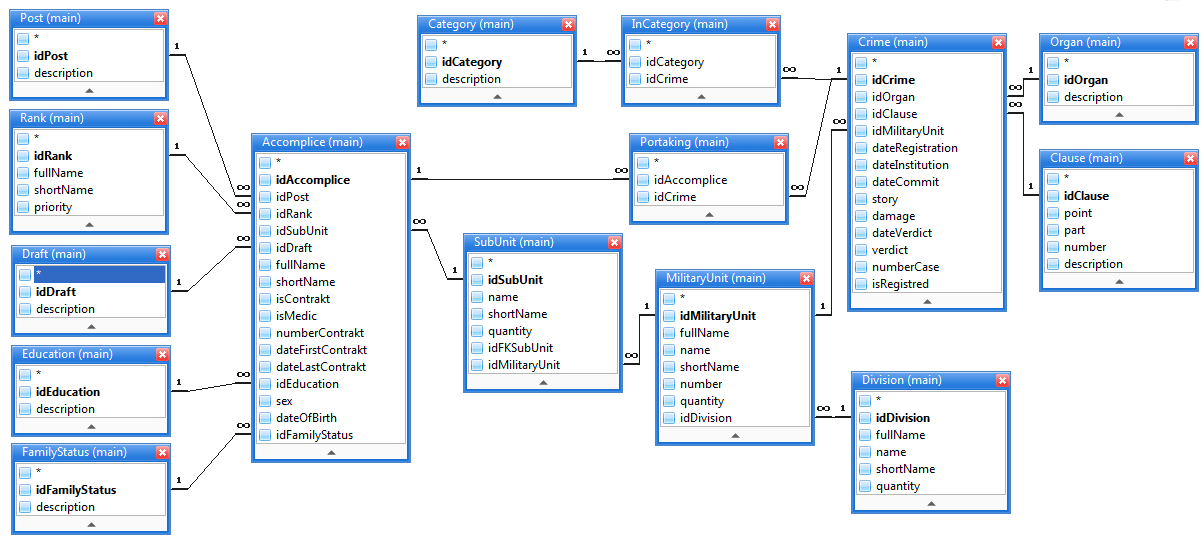 Post (main)
*
idPost
description
Rank (main)
*
idRank
fullName
shortName
priority
Draft (main)
*
idDraft
description
Education (main)
*
idEducation
description
FamilyStatus (main)
*
idFamilyStatus
description
1
1
1
1
1
∞
∞
∞
∞
∞
Accomplice (main)
*
idAccomplice
idPost
idRank
idSubUnit
idDraft
fullName
shortName
isContrakt
isMedic
numberContrakt
dateFirstContrakt
dateLastContrakt
idEducation
sex
dateOfBirth
idFamilyStatus
1
∞
∞
1
Category (main)
*
idCategory
description
1
∞
InCategory (main)
*
idCategory
idCrime
∞
1
Portaking (main)
*
idAccomplice
idCrime
∞
SubUnit (main)
*
idSubUnit
name
shortName
quantity
idFKSubUnit
idMilitaryUnit
∞
1
MilitaryUnit (main)
*
idMilitaryUnit
fullName
name
shortName
number
quantity
idDivision
1
∞
∞
1
Crime (main)
*
idCrime
idOrgan
idClause
idMilitaryUnit
dateRegistration
dateInstitution
dateCommit
story
damage
dateVerdict
verdict
numberCase
isRegistred
∞
∞
1
1
Organ (main)
*
idOrgan
description
Clause (main)
*
idClause
point
part
number
description
Division (main)
*
idDivision
fullName
name
shortName
quantity